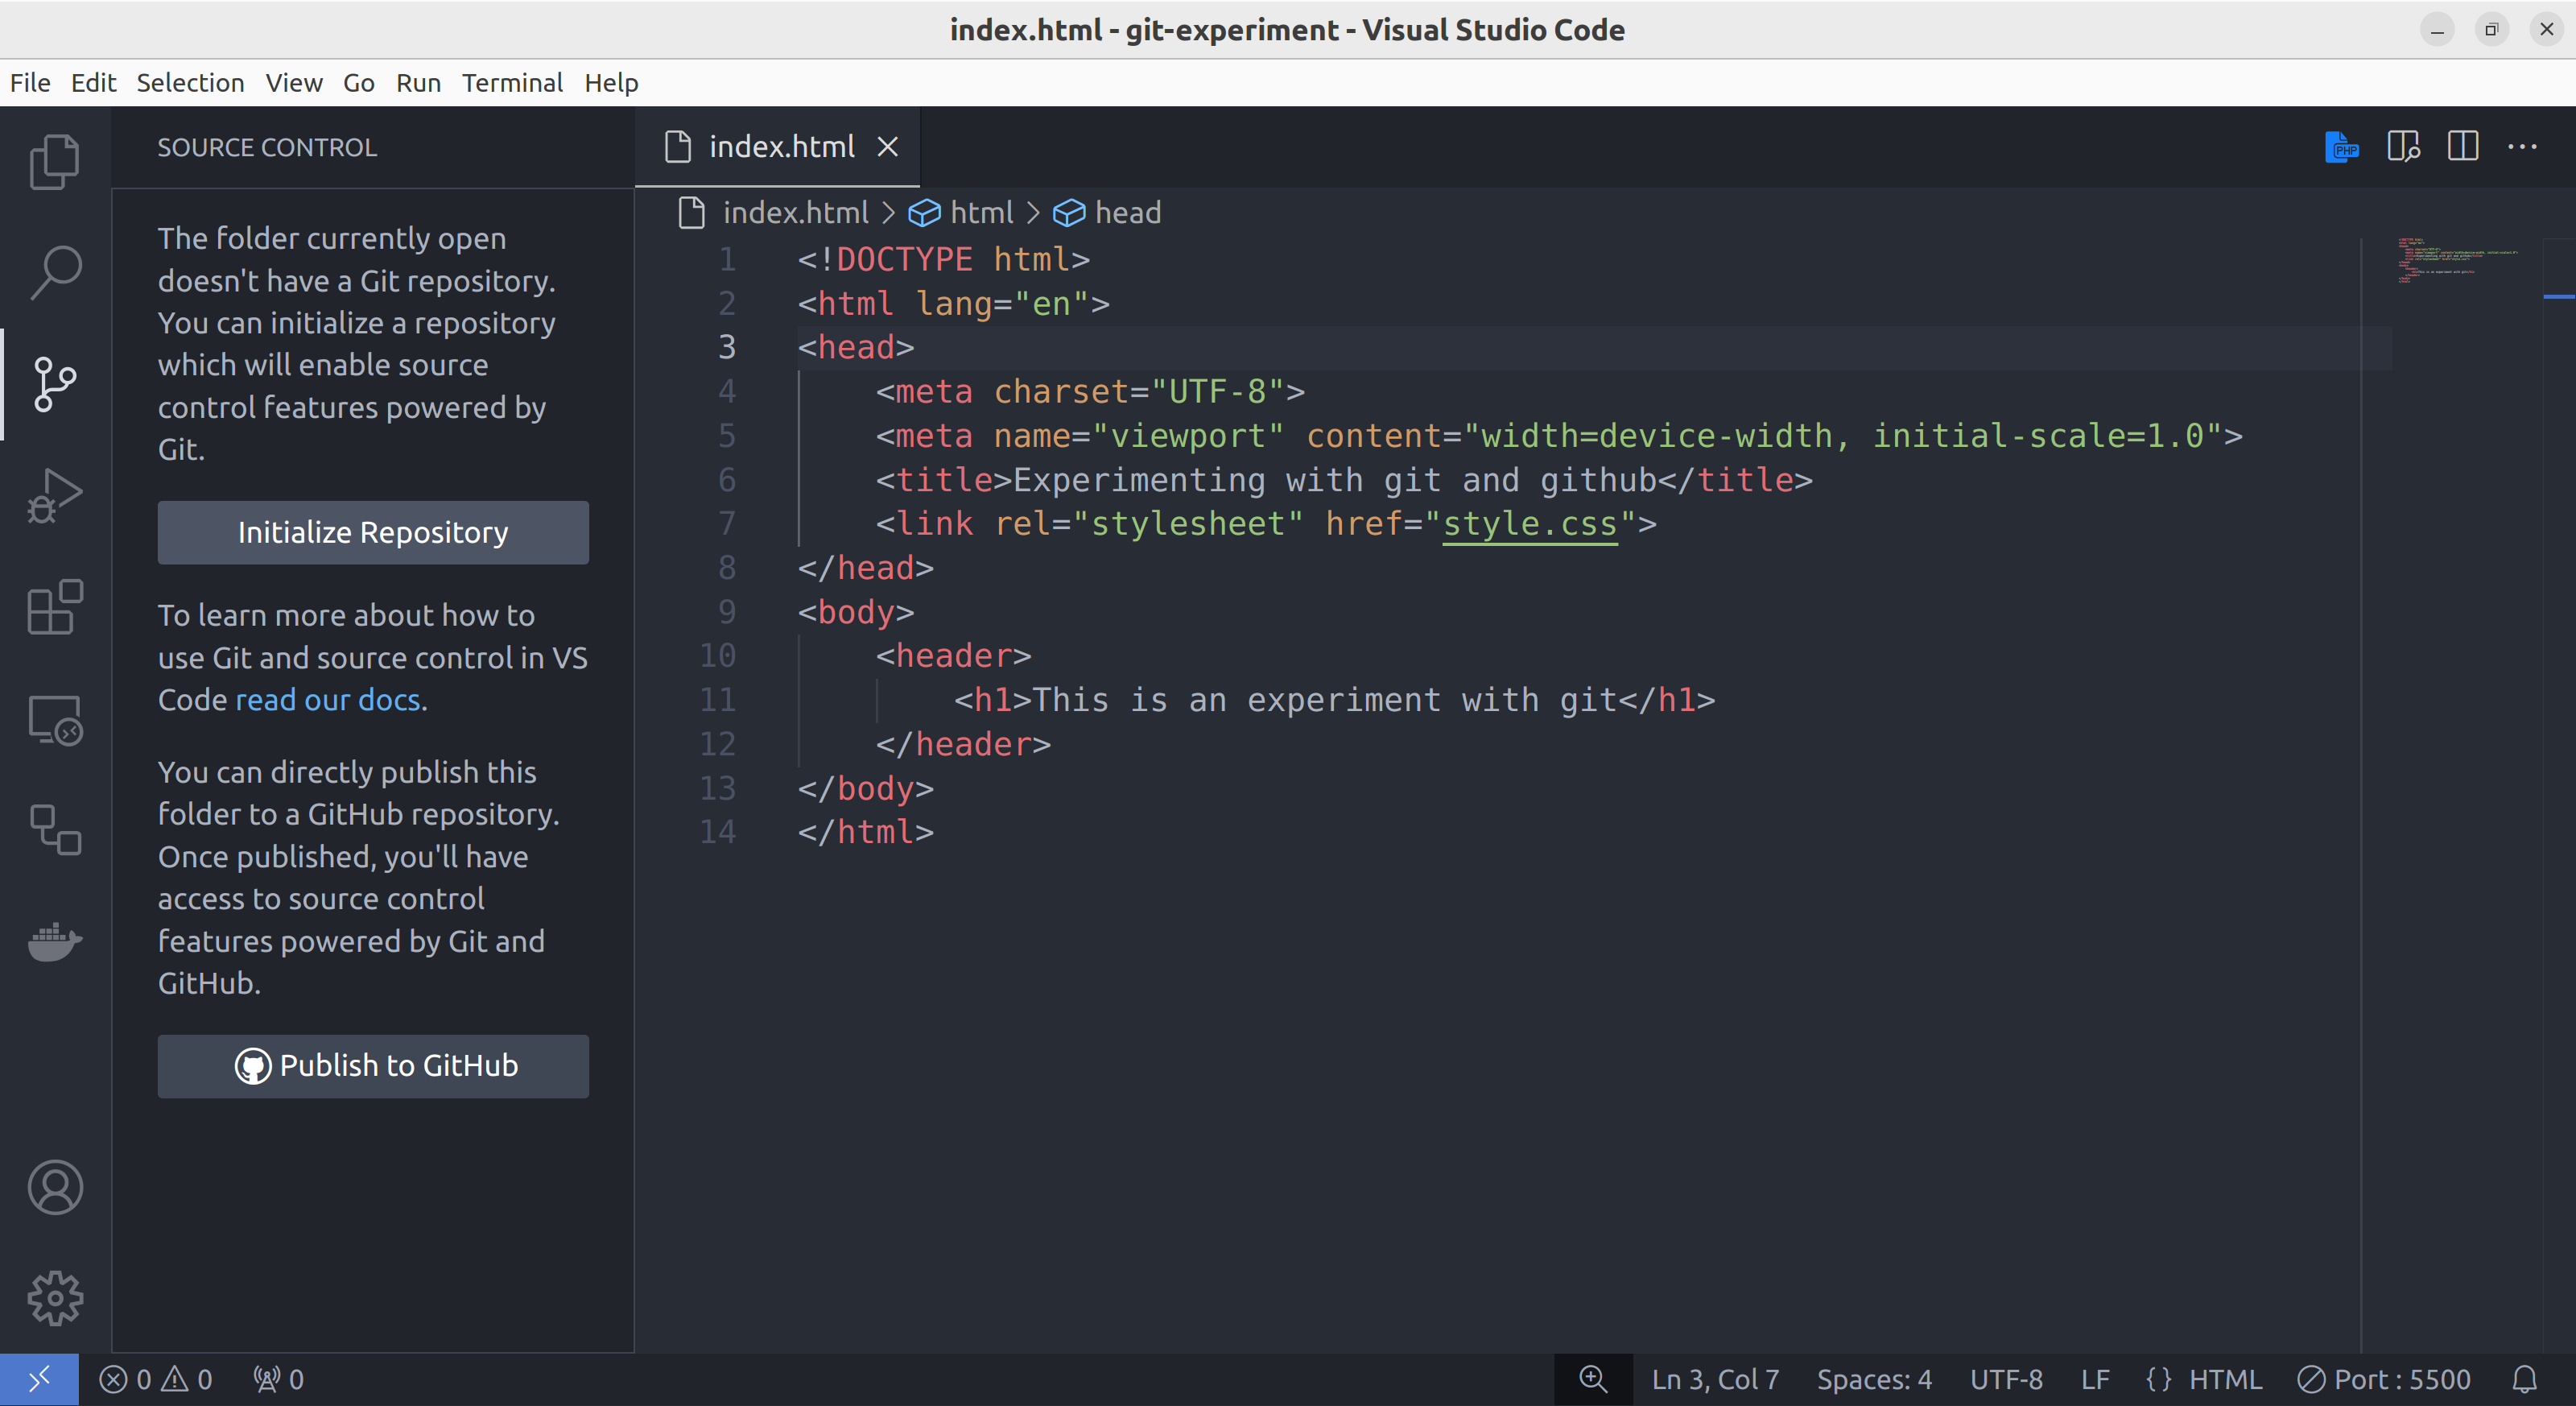 index.html - git-experiment - Visual Studio Code
File Edit Selection View Go Run Terminal Help
SOURCE CONTROL
The folder currently open
doesn't have a Git repository.
You can initialize a repository
which will enable source
control features powered by
Git.
Initialize Repository
To learn more about how to
use Git and source control in VS
Code read our docs.
You can directly publish this
folder to a GitHub repository.
Once published, you'll have
access to source control
features powered by Git and
GitHub.
Publish to GitHub
index.html
PHP
index.html > html > head
1 <!DOCTYPE html>
2 <html lang="en">
3 <head>
4     <meta charset="UTF-8">
5     <meta name="viewport" content="width=device-width, initial-scale=1.0">
6     <title>Experimenting with git and github</title>
7     <link rel="stylesheet" href="style.css">
8 </head>
9 <body>
10     <header>
11         <h1>This is an experiment with git</h1>
12     </header>
13 </body>
14 </html>
0 0 0 Ln 3, Col 7 Spaces: 4 UTF-8 LF {} HTML Port : 5500